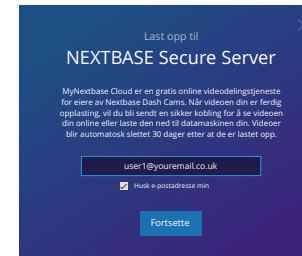 Last opp til
NEXTBASE Secure Server
MyNextbase Cloud er en gratis online videodelingstjeneste
for eiere av Nextbase Dash Cams. Når videoen din er ferdig
opplasting, vil du bli sendt en sikker kobling for å se videoen
din online eller laste den ned til datamaskinen din. Videoer
blir automatosk slettet 30 dager etter at de er lastet opp.
user1@youremail.co.uk
Husk e-postadresse min
Fortsette